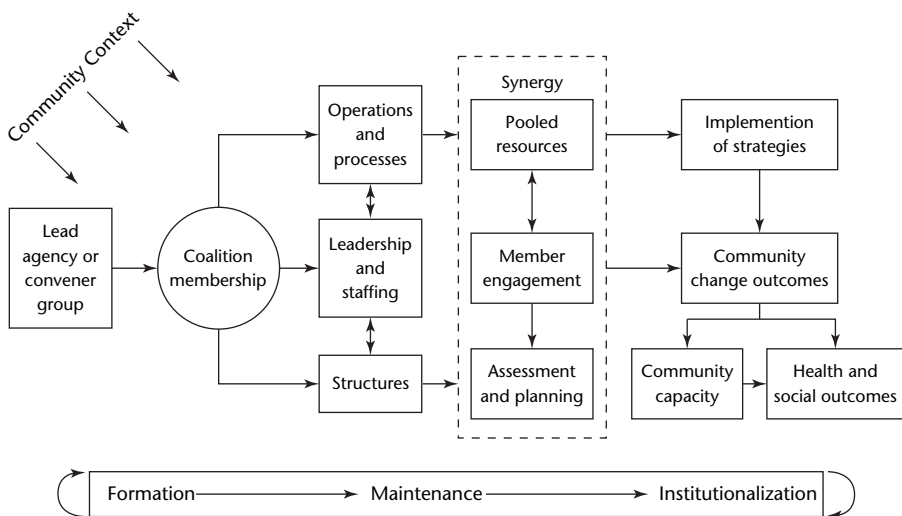 Community Context
Lead
agency or
convener
group
Coalition
membership
Operations
and
processes
Leadership
and
staffing
Structures
Synergy
Pooled
resources
Member
engagement
Assessment
and planning
Implemention
of strategies
Community
change outcomes
Community
capacity
Health and
social outcomes
Formation
Maintenance
Institutionalization